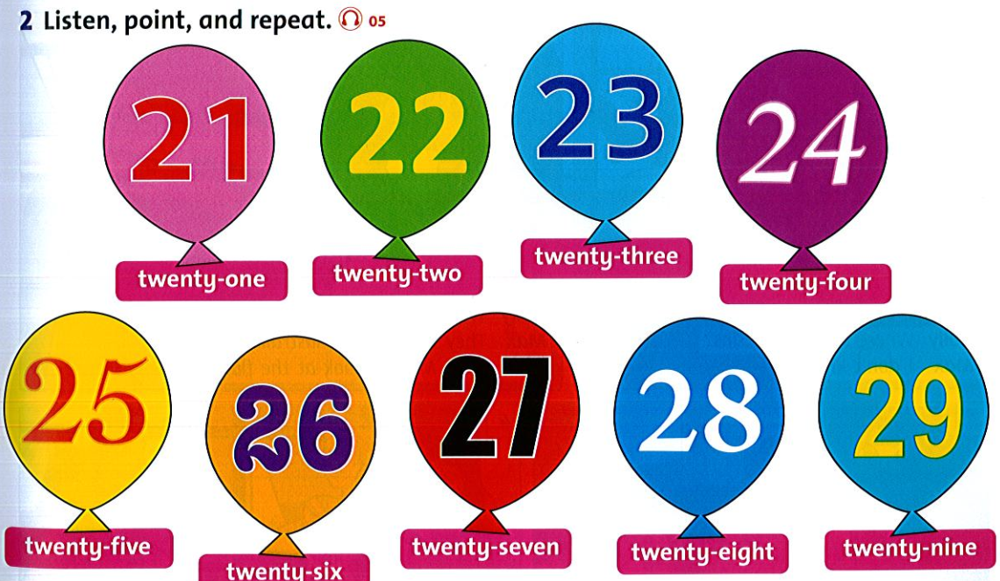 2 Listen, point, and repeat. 05
21 22 23 24
twenty-one twenty-two twenty-three twenty-four
25 26 27 28 29
twenty-five twenty-six twenty-seven twenty-eight twenty-nine